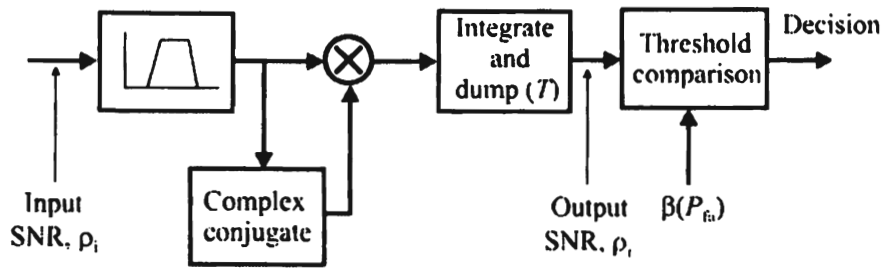 Integrate
and
dump (T)
Threshold
comparison
Decision
Input
SNR, ρi
Complex
conjugate
Output
SNR, ρr
β(Pfa)